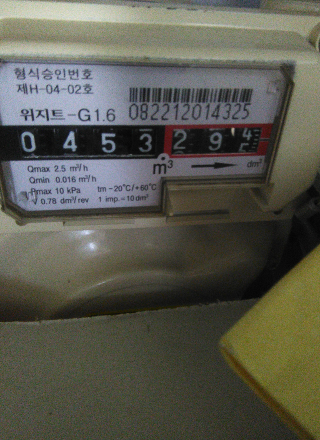 형식승인번호
제H-04-02호
위지트-G1.6
082212014325
0 4 5 3 2 9 4
m³
dm³
Qmax 2.5 m³/h
Qmin 0.016 m³/h
Pmax 10 kPa tm -20°C/+60°C
V 0.78 dm³/rev 1 imp.-10dm³